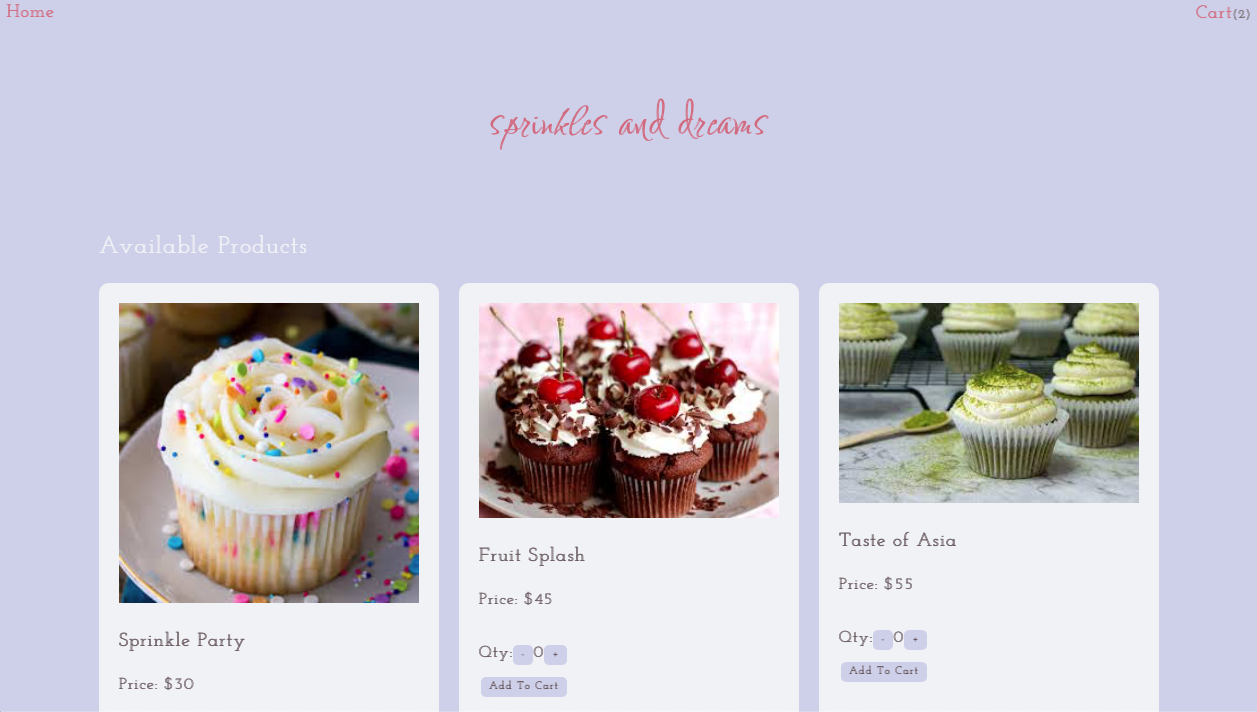 Home
Cart(2)
sprinkles and dreams
Available Products
Sprinkle Party
Price: $30
Fruit Splash
Price: $45
Qty: - 0 +
Add To Cart
Taste of Asia
Price: $55
Qty: - 0 +
Add To Cart